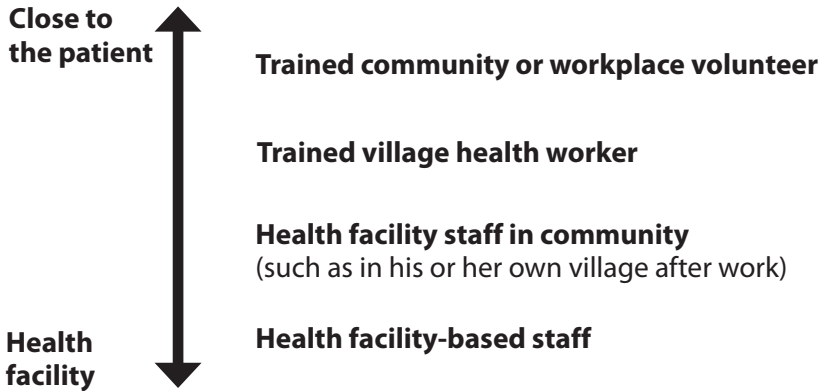 Close to
the patient
Trained community or workplace volunteer
Trained village health worker
Health facility staff in community
(such as in his or her own village after work)
Health facility-based staff
Health
facility